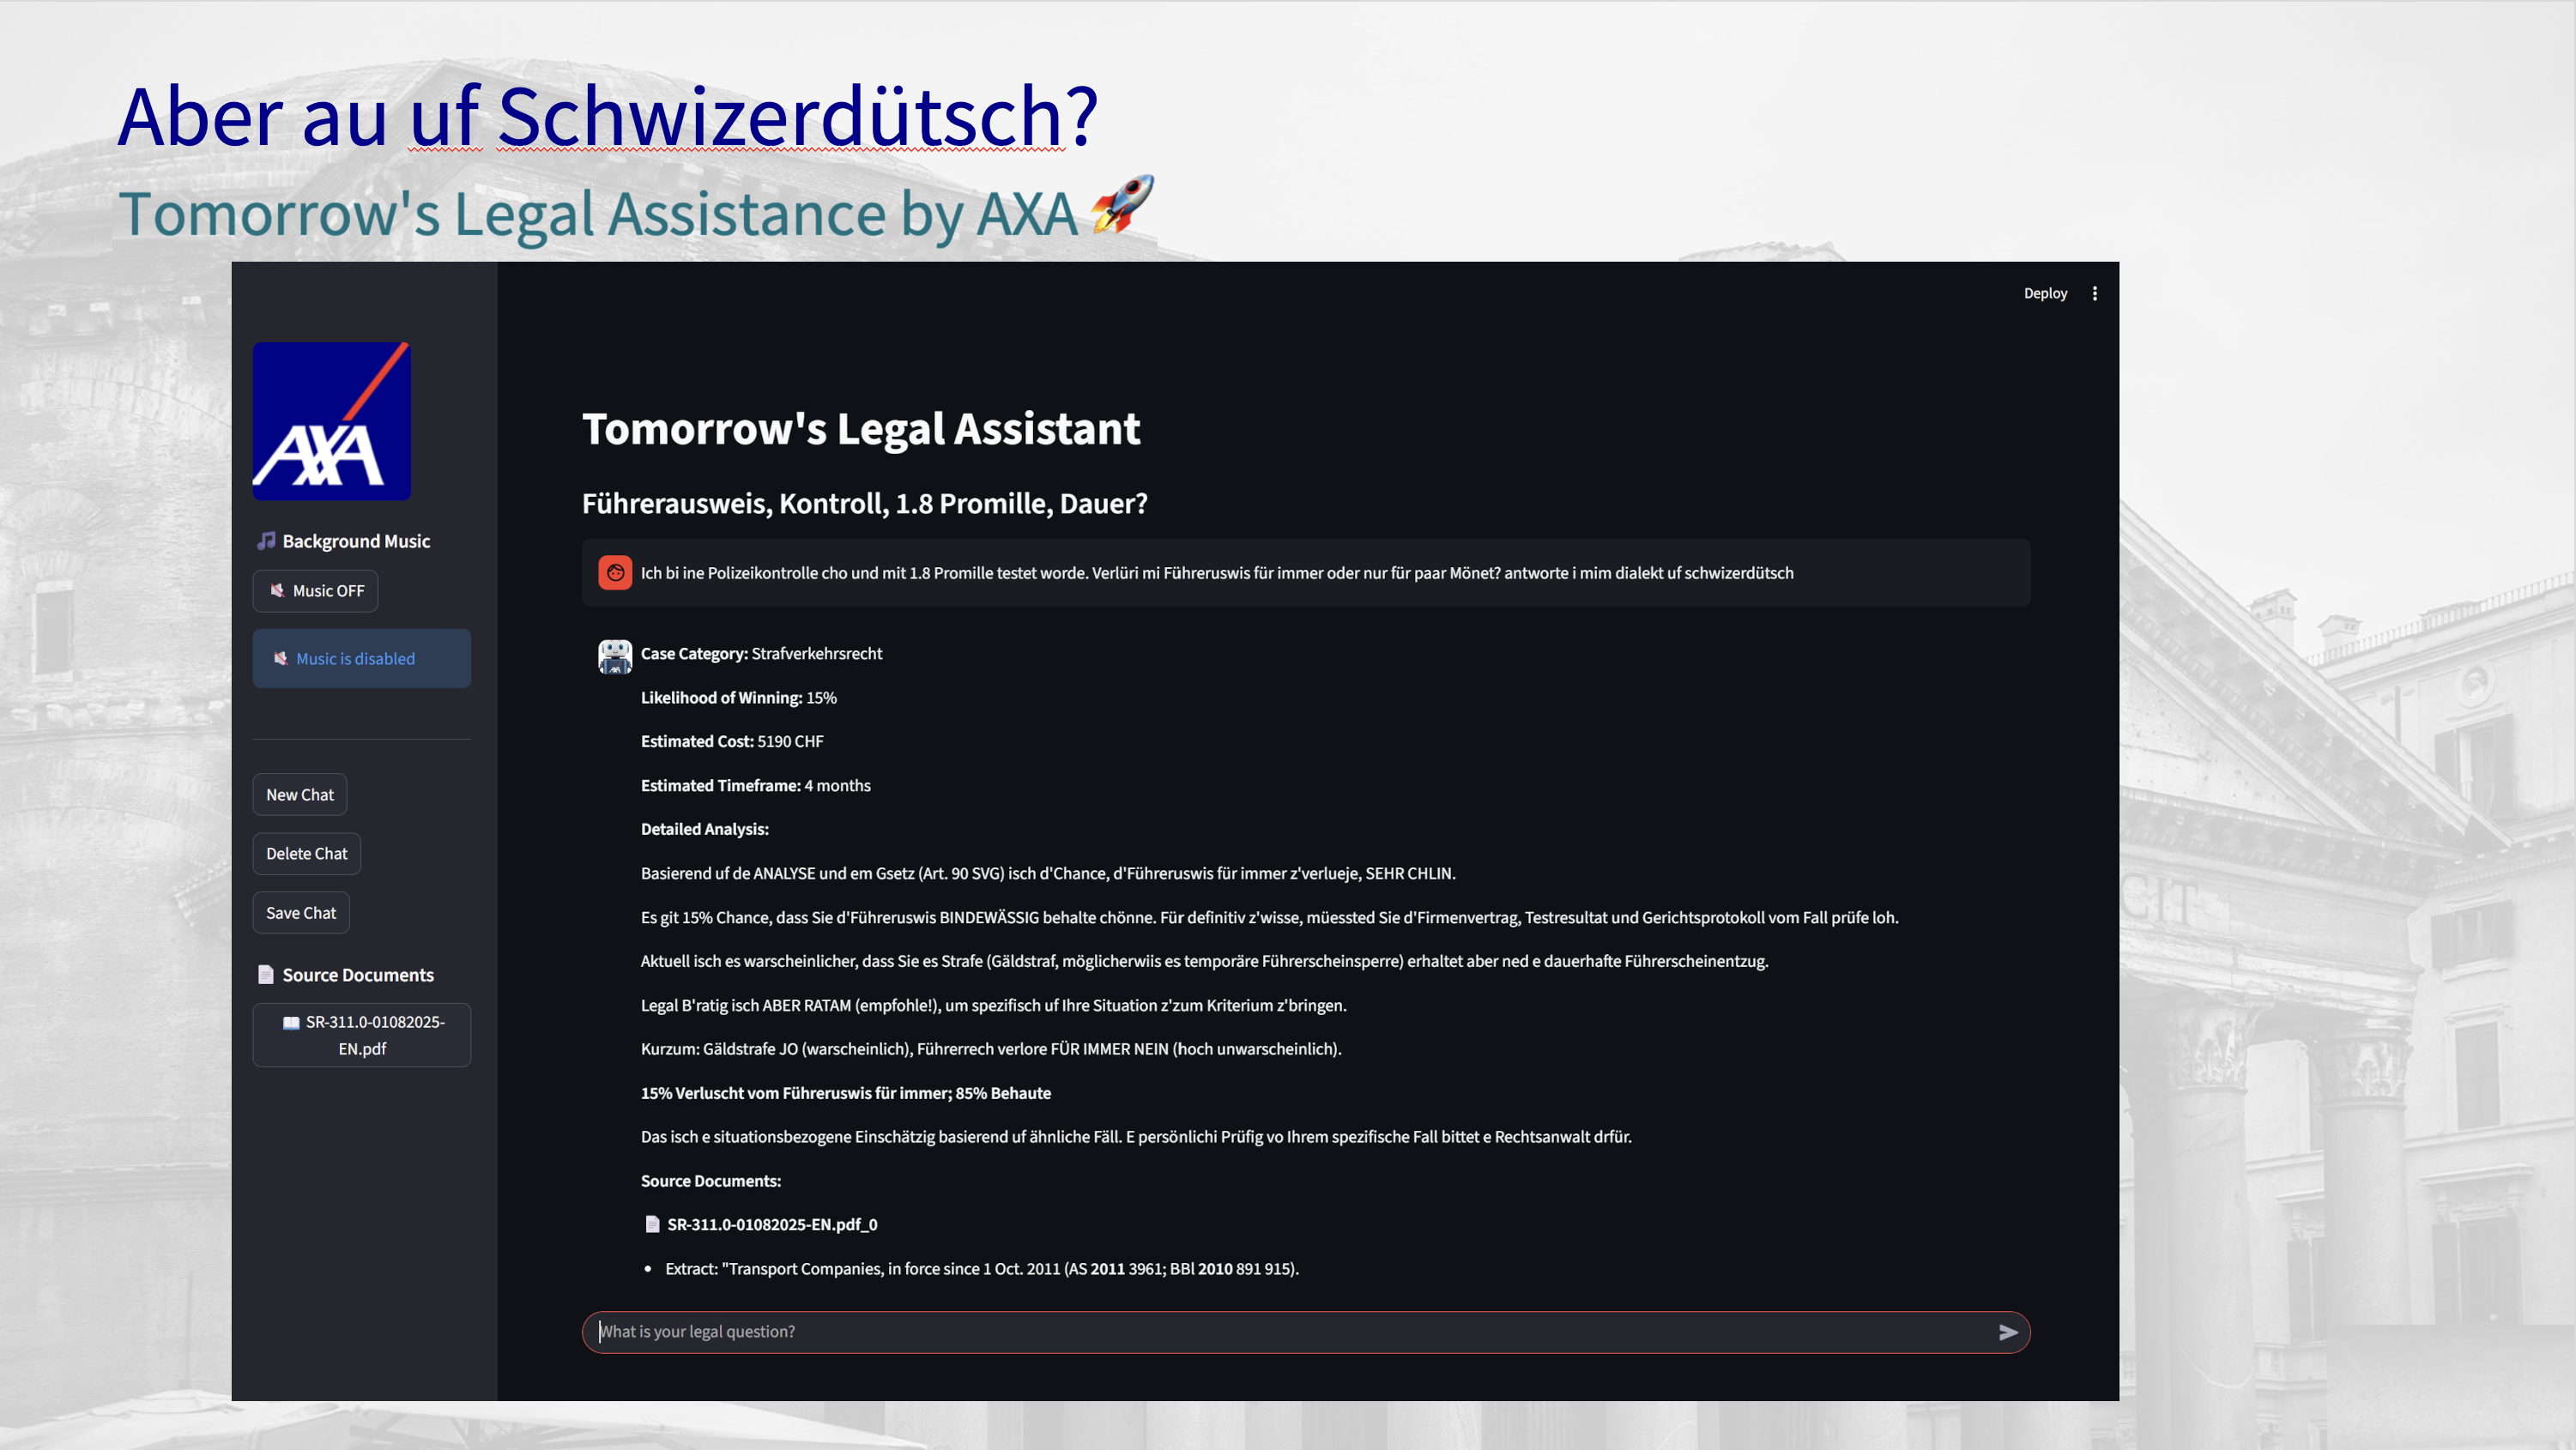 Aber au uf Schwizerdütsch?
Tomorrow's Legal Assistance by AXA🚀
Deploy
AXA
🎵 Background Music
Music OFF
Music is disabled
New Chat
Delete Chat
Save Chat
📄 Source Documents
📖 SR-311.0-01082025-
EN.pdf
Tomorrow's Legal Assistant
Führerausweis, Kontroll, 1.8 Promille, Dauer?
Ich bi ine Polizeikontrolle cho und mit 1.8 Promille testet worde. Verlüri mi Führeruswis für immer oder nur für paar Mönet? antworte i mim dialekt uf schwizerdütsch
Case Category: Strafverkehrsrecht
Likelihood of Winning: 15%
Estimated Cost: 5190 CHF
Estimated Timeframe: 4 months
Detailed Analysis:
Basierend uf de ANALYSE und em Gsetz (Art. 90 SVG) isch d'Chance, d'Führeruswis für immer z'verlueje, SEHR CHLIN.
Es git 15% Chance, dass Sie d'Führeruswis BINDEWÄSSIG behalte chönne. Für definitiv z'wisse, müessted Sie d'Firmenvertrag, Testresultat und Gerichtsprotokoll vom Fall prüfe loh.
Aktuell isch es warscheinlicher, dass Sie es Strafe (Gäldstraf, möglicherwiis es temporäre Führerscheinsperre) erhaltet aber ned e dauerhafte Führerscheinentzug.
Legal B'ratig isch ABER RATAM (empfohle!), um spezifisch uf Ihre Situation z'zum Kriterium z'bringen.
Kurzum: Gäldstrafe JO (warscheinlich), Führerrech verlore FÜR IMMER NEIN (hoch unwarscheinlich).
15% Verluscht vom Führeruswis für immer; 85% Behaute
Das isch e situationsbezogene Einschätzig basierend uf ähnliche Fäll. E persönlichi Prüfig vo Ihrem spezifische Fall bittet e Rechtsanwalt drfür.
Source Documents:
📄 SR-311.0-01082025-EN.pdf_0
• Extract: "Transport Companies, in force since 1 Oct. 2011 (AS 2011 3961; BBl 2010 891 915).
What is your legal question?
CIT